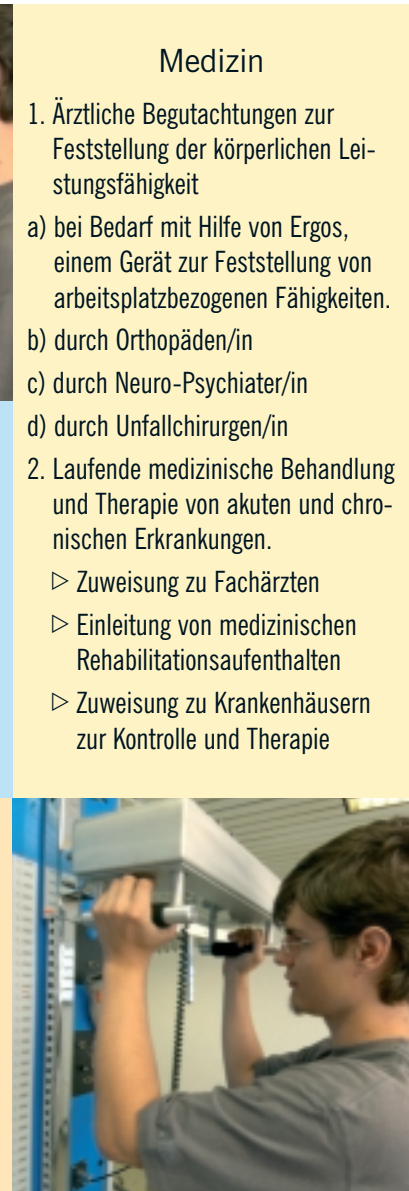 Medizin
1. Ärztliche Begutachtungen zur
Feststellung der körperlichen Lei-
stungsfähigkeit
a) bei Bedarf mit Hilfe von Ergos,
einem Gerät zur Feststellung von
arbeitsplatzbezogenen Fähigkeiten.
b) durch Orthopäden/in
c) durch Neuro-Psychiater/in
d) durch Unfallchirurgen/in
2. Laufende medizinische Behandlung
und Therapie von akuten und chro-
nischen Erkrankungen.
▷ Zuweisung zu Fachärzten
▷ Einleitung von medizinischen
Rehabilitationsaufenthalten
▷ Zuweisung zu Krankenhäusern
zur Kontrolle und Therapie